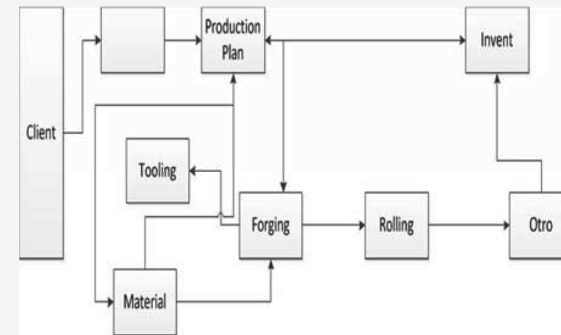 Production
Plan
Invent
Client
Tooling
Forging
Rolling
Otro
Material